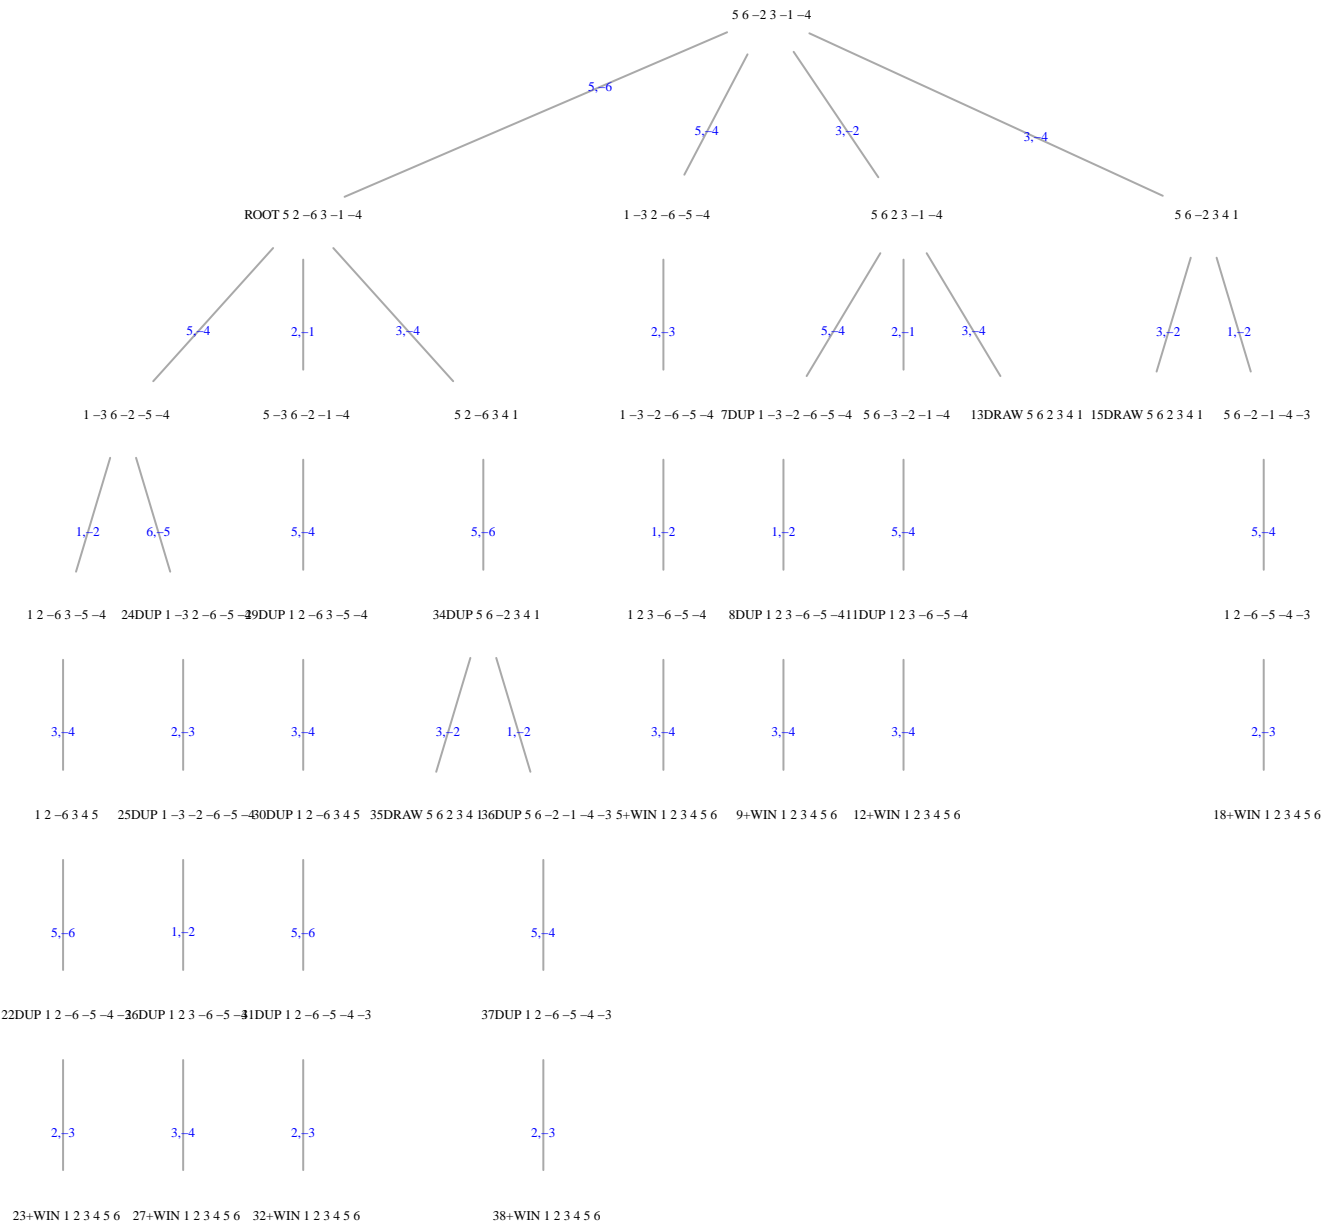 5 6 −2 3 −1 −4
5,−6
5,−4
3,−2
3,−4
ROOT 5 2 −6 3 −1 −4
1 −3 2 −6 −5 −4
5 6 2 3 −1 −4
5 6 −2 3 4 1
5,−4
2,−1
3,−4
2,−3
5,−4
2,−1
3,−4
3,−2
1,−2
1 −3 6 −2 −5 −4
5 −3 6 −2 −1 −4
5 2 −6 3 4 1
1 −3 −2 −6 −5 −4
7DUP 1 −3 −2 −6 −5 −4
5 6 −3 −2 −1 −4
13DRAW 5 6 2 3 4 1
15DRAW 5 6 2 3 4 1
5 6 −2 −1 −4 −3
1,−2
6,−5
5,−4
5,−6
1,−2
1,−2
5,−4
5,−4
1 2 −6 3 −5 −4
24DUP 1 −3 2 −6 −5 −4
29DUP 1 2 −6 3 −5 −4
34DUP 5 6 −2 3 4 1
1 2 3 −6 −5 −4
8DUP 1 2 3 −6 −5 −4
11DUP 1 2 3 −6 −5 −4
1 2 −6 −5 −4 −3
3,−4
2,−3
3,−4
3,−2
1,−2
3,−4
3,−4
3,−4
2,−3
1 2 −6 3 4 5
25DUP 1 −3 −2 −6 −5 −4
30DUP 1 2 −6 3 4 5
35DRAW 5 6 2 3 4 1
36DUP 5 6 −2 −1 −4 −3
5+WIN 1 2 3 4 5 6
9+WIN 1 2 3 4 5 6
12+WIN 1 2 3 4 5 6
18+WIN 1 2 3 4 5 6
5,−6
1,−2
5,−6
5,−4
22DUP 1 2 −6 −5 −4 −3
26DUP 1 2 3 −6 −5 −4
31DUP 1 2 −6 −5 −4 −3
37DUP 1 2 −6 −5 −4 −3
2,−3
3,−4
2,−3
2,−3
23+WIN 1 2 3 4 5 6
27+WIN 1 2 3 4 5 6
32+WIN 1 2 3 4 5 6
38+WIN 1 2 3 4 5 6